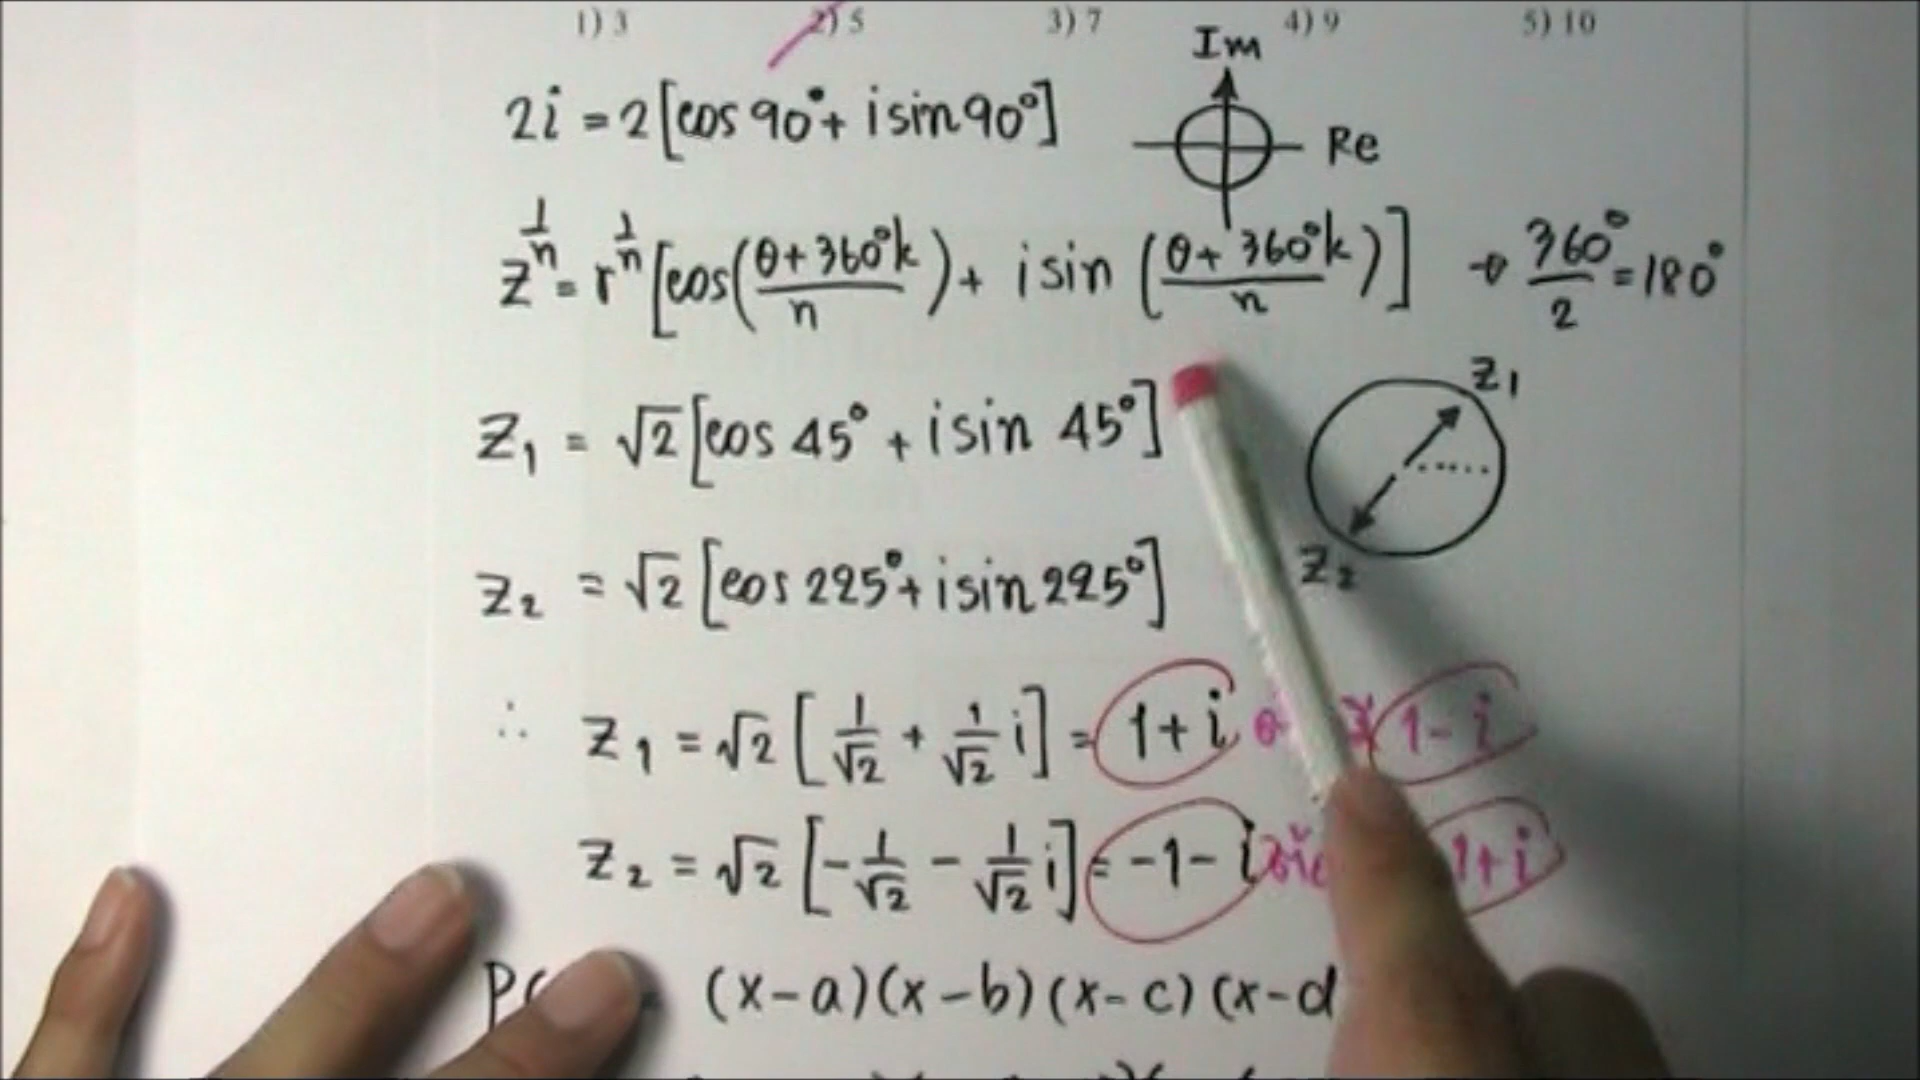 1) 3 2) 5 3) 7 4) 9 5) 10
Im
2i = 2[cos 90° + i sin 90°]
Re
z^(1/n) = r^(1/n) [cos((θ+360°k)/n) + i sin((θ+360°k)/n)] → 360°/2 = 180°
z₁
z₁ = √2[cos 45° + i sin 45°]
z₂
z₂ = √2[cos 225° + i sin 225°]
∴ z₁ = √2[1/√2 + 1/√2 i] = 1+i 1-i
z₂ = √2[-1/√2 - 1/√2 i] = -1-i 1+i
(x-a)(x-b)(x-c)(x-d